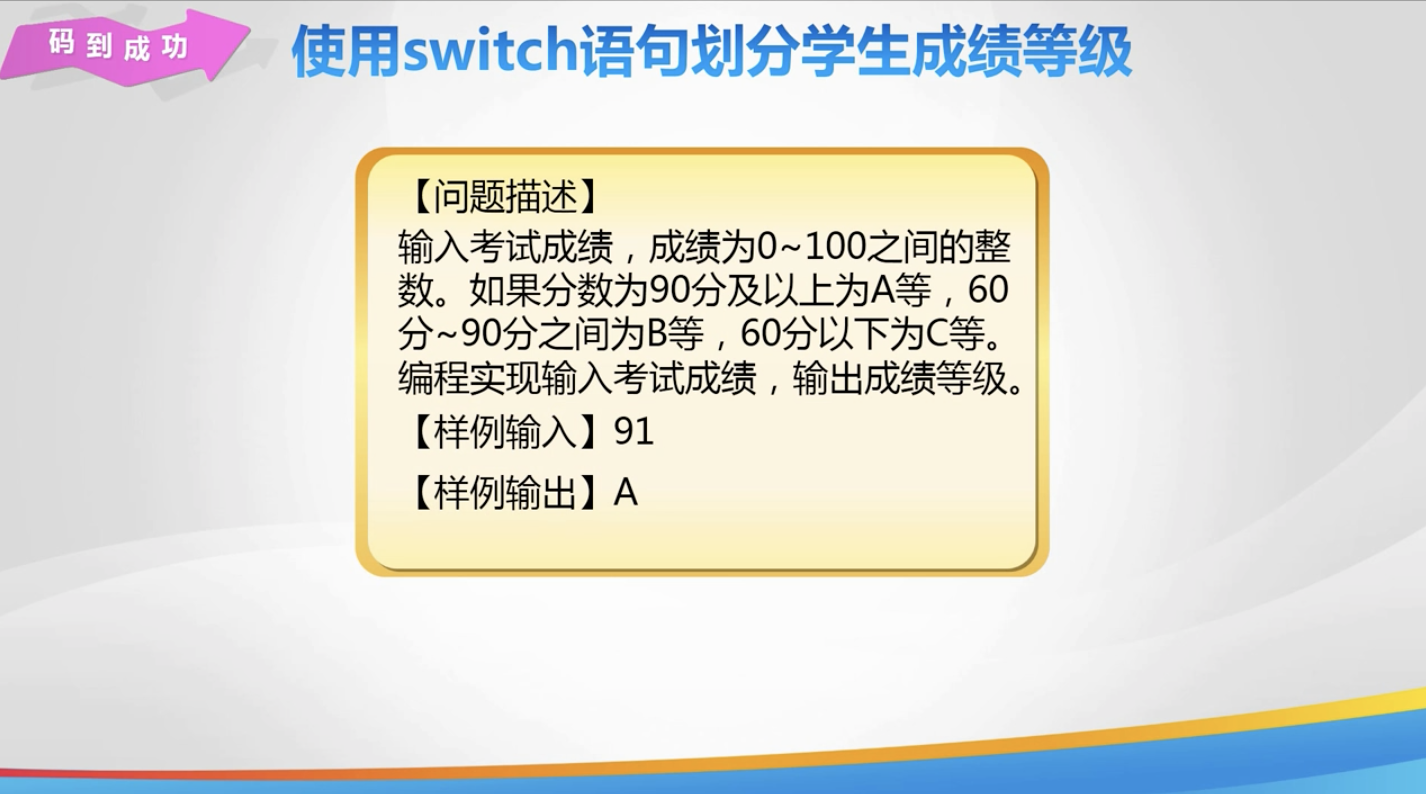 码到成功
使用switch语句划分学生成绩等级
【问题描述】
输入考试成绩，成绩为0~100之间的整
数。如果分数为90分及以上为A等，60
分~90分之间为B等，60分以下为C等。
编程实现输入考试成绩，输出成绩等级。
【样例输入】91
【样例输出】A